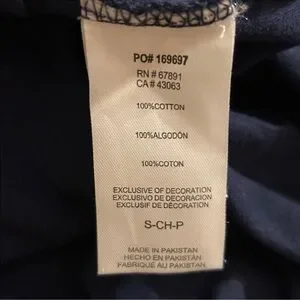 PO# 169697
RN # 67891
CA # 43063
100%COTTON
100%ALGODÓN
100%COTON
EXCLUSIVE OF DECORATION
EXCLUSIVO DE DECORACION
EXCLUSIF DE DÉCORATION
S-CH-P
MADE IN PAKISTAN
HECHO EN PAKISTAN
FABRIQUÉ AU PAKISTAN